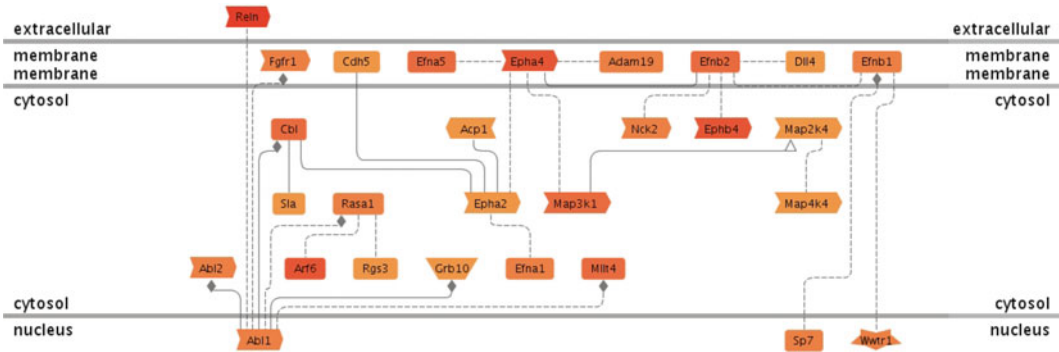 Reln
extracellular extracellular
membrane Fgfr1 Cdh5 Efna5 Epha4 Adam19 Efnb2 Dll4 Efnb1 membrane
membrane membrane
cytosol cytosol
Cbl Acp1 Nck2 Ephb4 Map2k4
Sla Rasa1 Epha2 Map3k1 Map4k4
Abl2 Arf6 Rgs3 Grb10 Efna1 Mllt4
cytosol cytosol
nucleus nucleus
Abl1 Sp7 Wwtr1